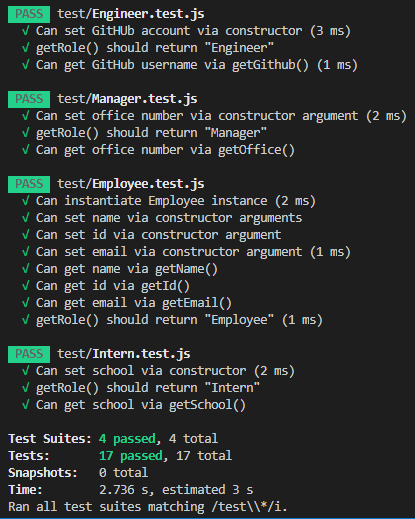 PASS test/Engineer.test.js
√ Can set GitHUb account via constructor (3 ms)
√ getRole() should return "Engineer"
√ Can get GitHub username via getGithub() (1 ms)
PASS test/Manager.test.js
√ Can set office number via constructor argument (2 ms)
√ getRole() should return "Manager"
√ Can get office number via getOffice()
PASS test/Employee.test.js
√ Can instantiate Employee instance (2 ms)
√ Can set name via constructor arguments
√ Can set id via constructor argument
√ Can set email via constructor argument (1 ms)
√ Can get name via getName()
√ Can get id via getId()
√ Can get email via getEmail()
√ getRole() should return "Employee" (1 ms)
PASS test/Intern.test.js
√ Can set school via constructor (2 ms)
√ getRole() should return "Intern"
√ Can get school via getSchool()
Test Suites: 4 passed, 4 total
Tests: 17 passed, 17 total
Snapshots: 0 total
Time: 2.736 s, estimated 3 s
Ran all test suites matching /test\\*/i.